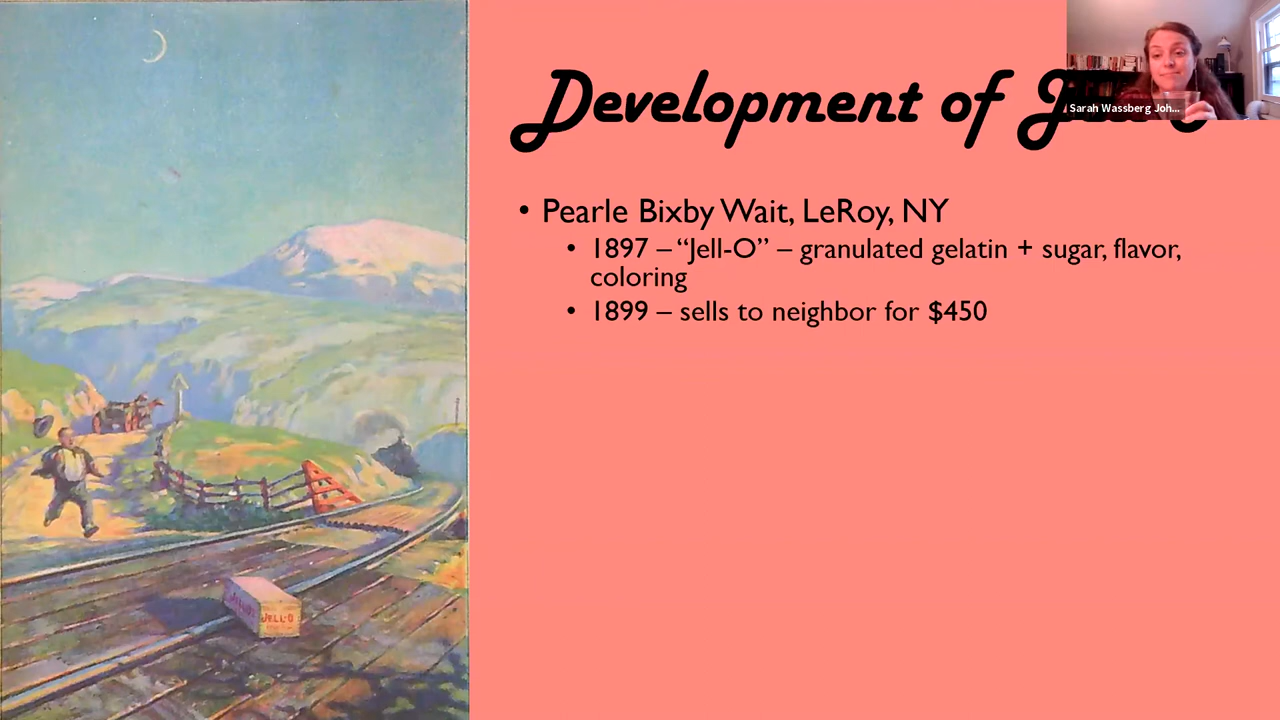 Development of
Sarah Wassberg Joh...
• Pearle Bixby Wait, LeRoy, NY
• 1897 – “Jell-O” – granulated gelatin + sugar, flavor,
coloring
• 1899 – sells to neighbor for $450
JELL-O